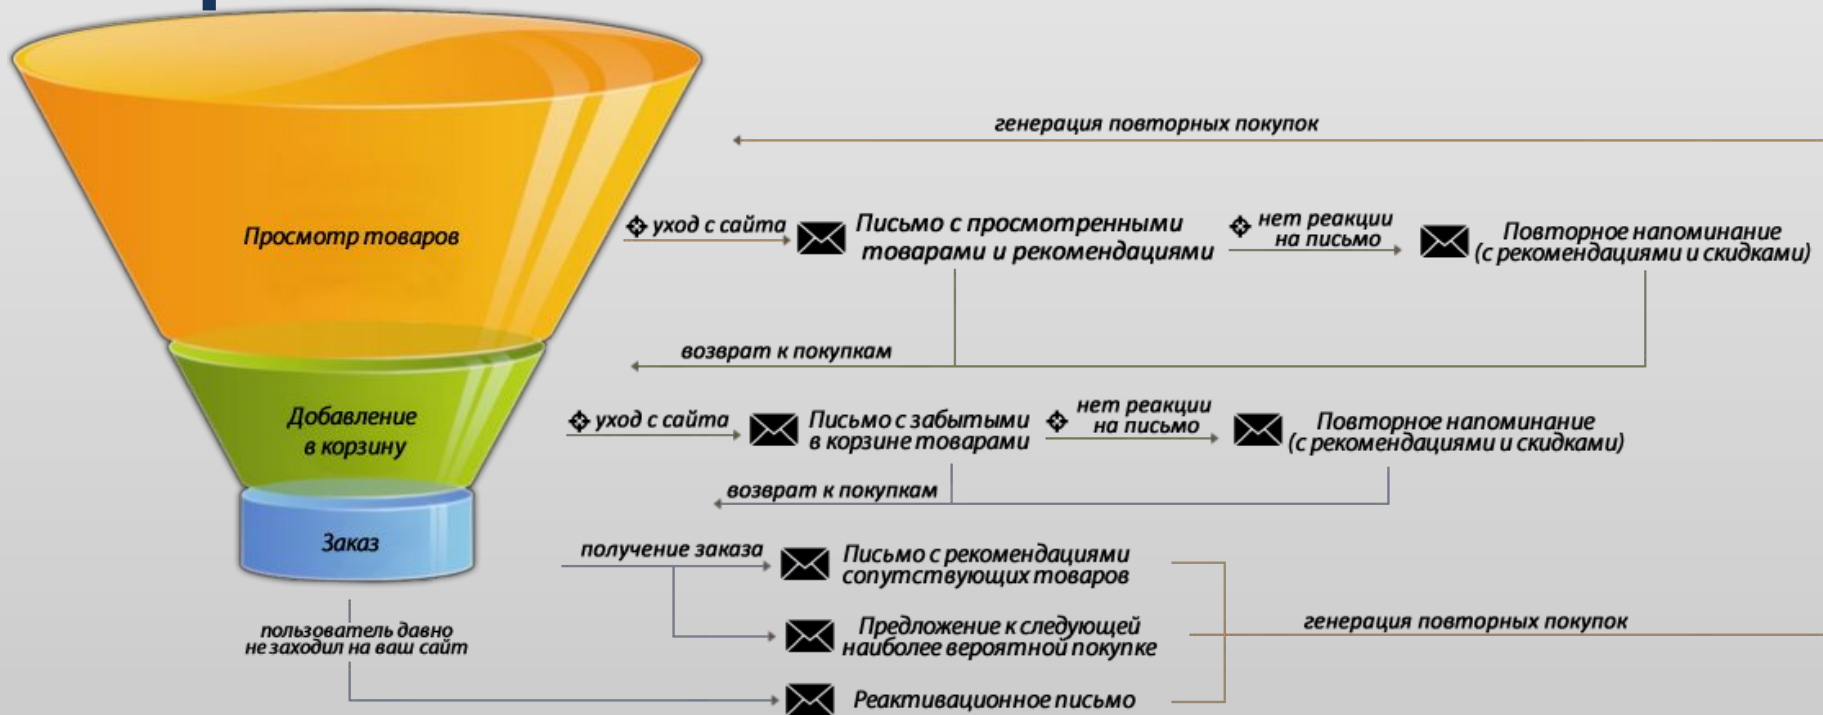 генерация повторных покупок
Просмотр товаров
уход с сайта
Письмо с просмотренными
товарами и рекомендациями
нет реакции
на письмо
Повторное напоминание
(с рекомендациями и скидками)
возврат к покупкам
Добавление
в корзину
уход с сайта
Письмо с забытыми
в корзине товарами
нет реакции
на письмо
Повторное напоминание
(с рекомендациями и скидками)
возврат к покупкам
Заказ
получение заказа
Письмо с рекомендациями
сопутствующих товаров
пользователь давно
не заходил на ваш сайт
Предложение к следующей
наиболее вероятной покупке
генерация повторных покупок
Реактивационное письмо